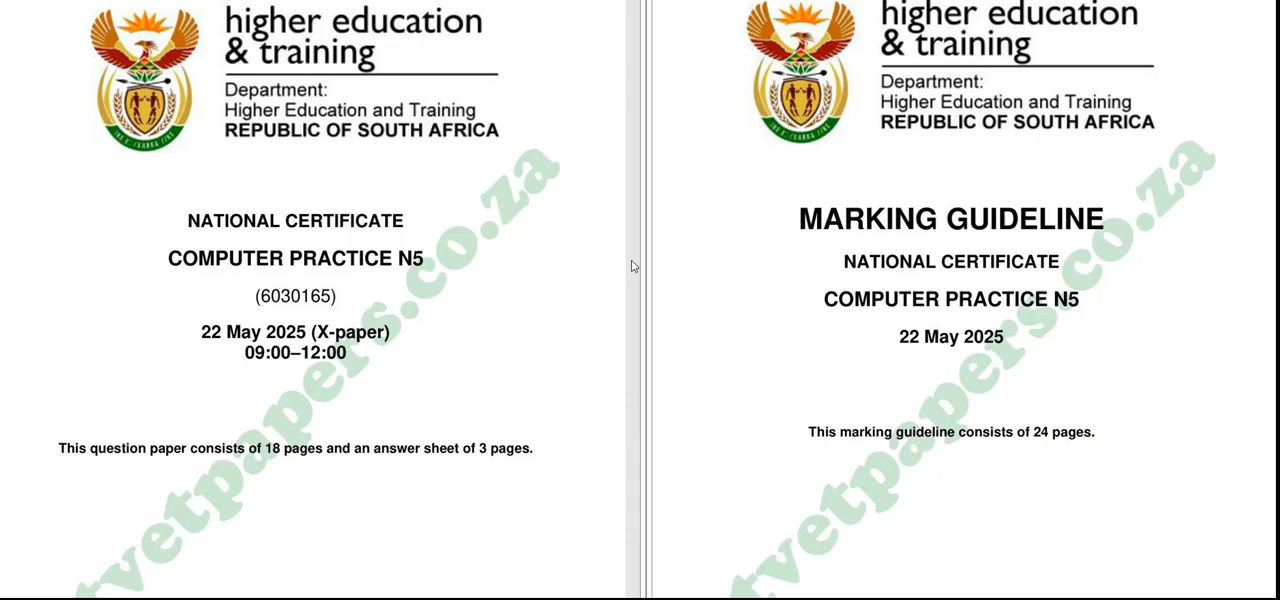 higher education
& training
Department:
Higher Education and Training
REPUBLIC OF SOUTH AFRICA
NATIONAL CERTIFICATE
COMPUTER PRACTICE N5
(6030165)
22 May 2025 (X-paper)
09:00–12:00
This question paper consists of 18 pages and an answer sheet of 3 pages.
tvetpapers.co.za
higher education
& training
Department:
Higher Education and Training
REPUBLIC OF SOUTH AFRICA
MARKING GUIDELINE
NATIONAL CERTIFICATE
COMPUTER PRACTICE N5
22 May 2025
This marking guideline consists of 24 pages.
tvetpapers.co.za